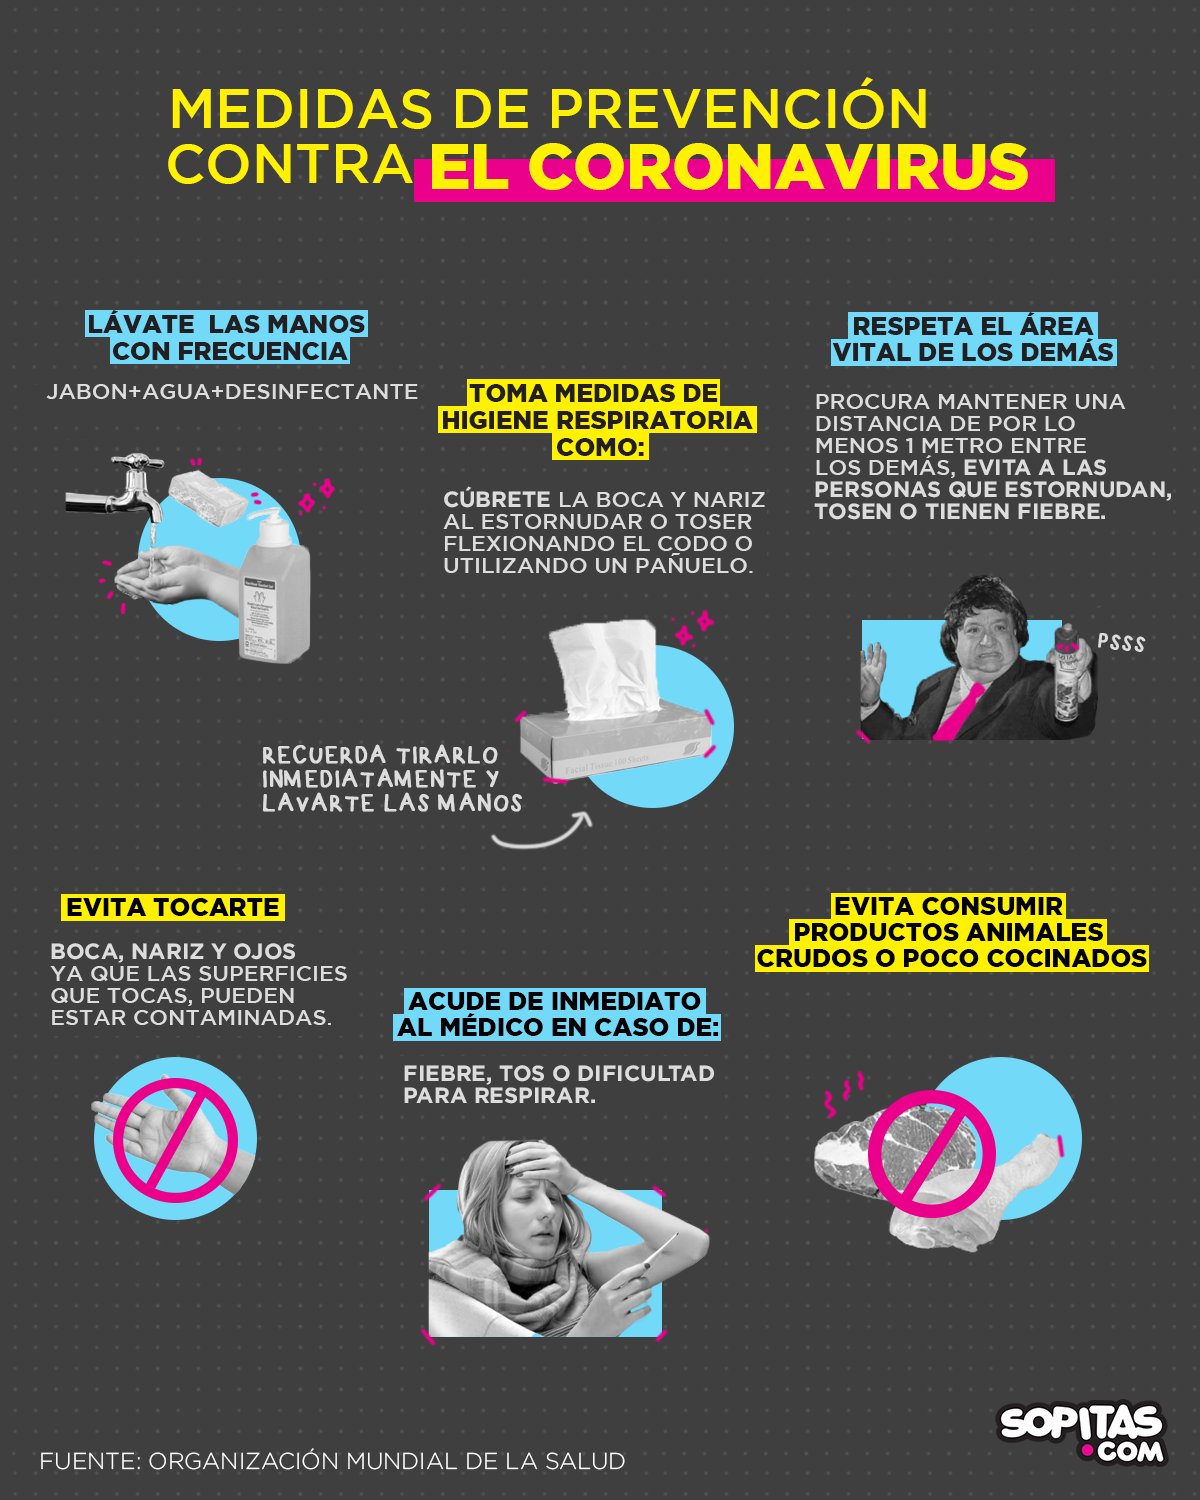 MEDIDAS DE PREVENCIÓN
CONTRA EL CORONAVIRUS
LÁVATE LAS MANOS
CON FRECUENCIA
JABON+AGUA+DESINFECTANTE
TOMA MEDIDAS DE
HIGIENE RESPIRATORIA
COMO:
CÚBRETE LA BOCA Y NARIZ
AL ESTORNUDAR O TOSER
FLEXIONANDO EL CODO O
UTILIZANDO UN PAÑUELO.
Facial Tissue 100 Sheets
RECUERDA TIRARLO
INMEDIATAMENTE Y
LAVARTE LAS MANOS
RESPETA EL ÁREA
VITAL DE LOS DEMÁS
PROCURA MANTENER UNA
DISTANCIA DE POR LO
MENOS 1 METRO ENTRE
LOS DEMÁS, EVITA A LAS
PERSONAS QUE ESTORNUDAN,
TOSEN O TIENEN FIEBRE.
PSSS
EVITA TOCARTE
BOCA, NARIZ Y OJOS
YA QUE LAS SUPERFICIES
QUE TOCAS, PUEDEN
ESTAR CONTAMINADAS.
ACUDE DE INMEDIATO
AL MÉDICO EN CASO DE:
FIEBRE, TOS O DIFICULTAD
PARA RESPIRAR.
EVITA CONSUMIR
PRODUCTOS ANIMALES
CRUDOS O POCO COCINADOS
FUENTE: ORGANIZACIÓN MUNDIAL DE LA SALUD
SOPITAS
.COM